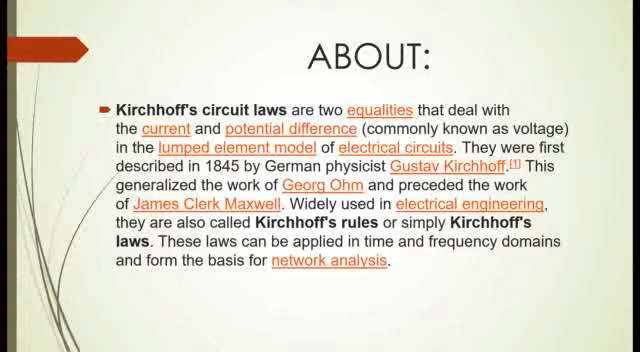 ABOUT:
Kirchhoff's circuit laws are two equalities that deal with
the current and potential difference (commonly known as voltage)
in the lumped element model of electrical circuits. They were first
described in 1845 by German physicist Gustav Kirchhoff.[1] This
generalized the work of Georg Ohm and preceded the work
of James Clerk Maxwell. Widely used in electrical engineering,
they are also called Kirchhoff's rules or simply Kirchhoff's
laws. These laws can be applied in time and frequency domains
and form the basis for network analysis.